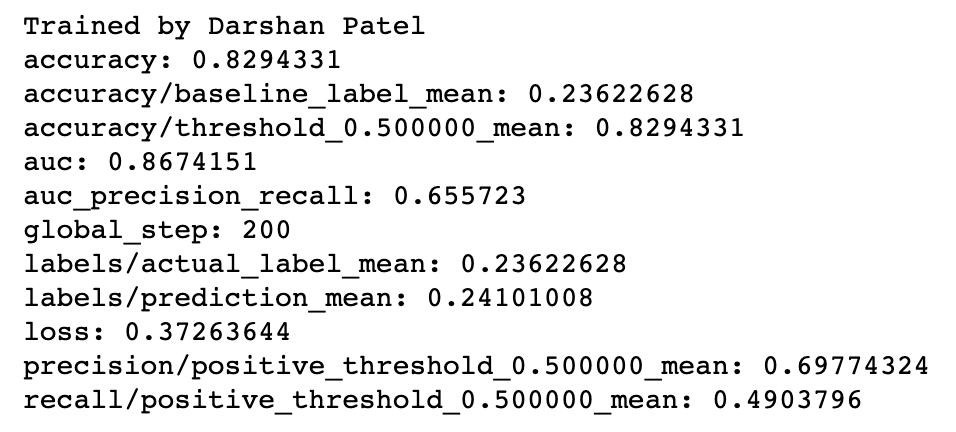 Trained by Darshan Patel
accuracy: 0.8294331
accuracy/baseline_label_mean: 0.23622628
accuracy/threshold_0.500000_mean: 0.8294331
auc: 0.8674151
auc_precision_recall: 0.655723
global_step: 200
labels/actual_label_mean: 0.23622628
labels/prediction_mean: 0.24101008
loss: 0.37263644
precision/positive_threshold_0.500000_mean: 0.69774324
recall/positive_threshold_0.500000_mean: 0.4903796